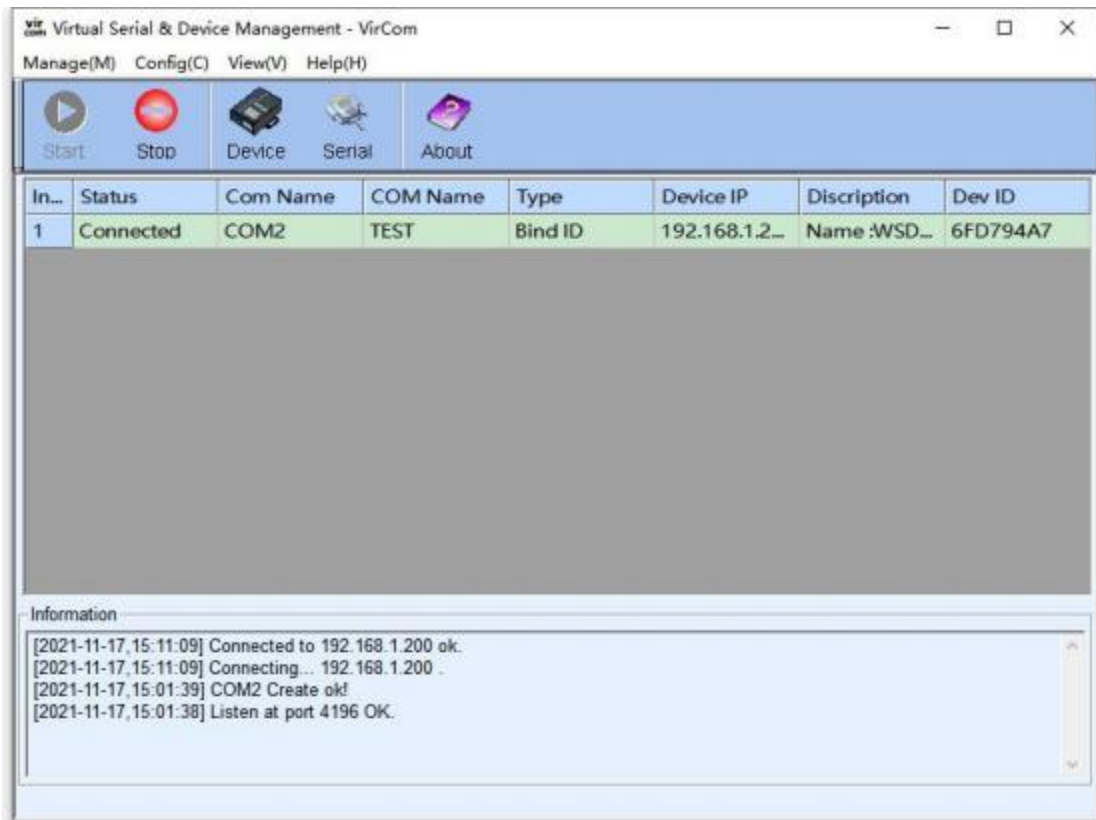 vir com Virtual Serial & Device Management - VirCom
Manage(M) Config(C) View(V) Help(H)
Start Stop Device Serial About
In... Status Com Name COM Name Type Device IP Discription Dev ID
1 Connected COM2 TEST Bind ID 192.168.1.2... Name :WSD... 6FD794A7
Information
[2021-11-17,15:11:09] Connected to 192.168.1.200 ok.
[2021-11-17,15:11:09] Connecting... 192.168.1.200 .
[2021-11-17,15:01:39] COM2 Create ok!
[2021-11-17,15:01:38] Listen at port 4196 OK.